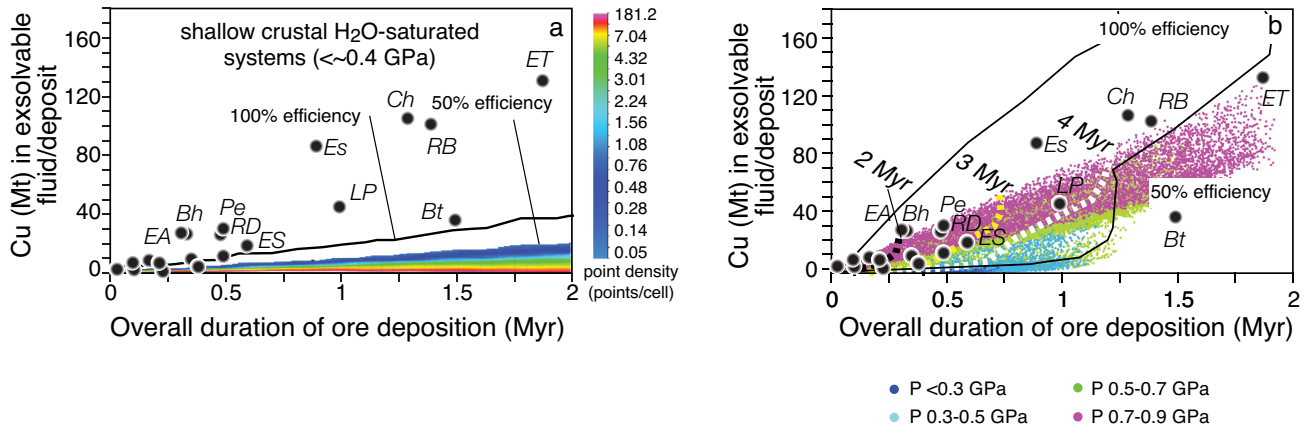 a
shallow crustal H₂O-saturated
systems (<~0.4 GPa)
100% efficiency
50% efficiency
ET
Ch
RB
Es
LP
Bt
Bh
Pe
EA
RD
ES
160
120
80
40
0
Cu (Mt) in exsolvable
fluid/deposit
0
0.5
1
1.5
2
Overall duration of ore deposition (Myr)
181.2
7.04
4.32
3.01
2.24
1.56
1.08
0.76
0.48
0.28
0.14
0.05
point density
(points/cell)
b
100% efficiency
50% efficiency
ET
Ch
RB
Es
4 Myr
3 Myr
2 Myr
LP
Bt
EA
Bh
Pe
RD
ES
160
120
80
40
0
Cu (Mt) in exsolvable
fluid/deposit
0
0.5
1
1.5
2
Overall duration of ore deposition (Myr)
P <0.3 GPa
P 0.5-0.7 GPa
P 0.3-0.5 GPa
P 0.7-0.9 GPa